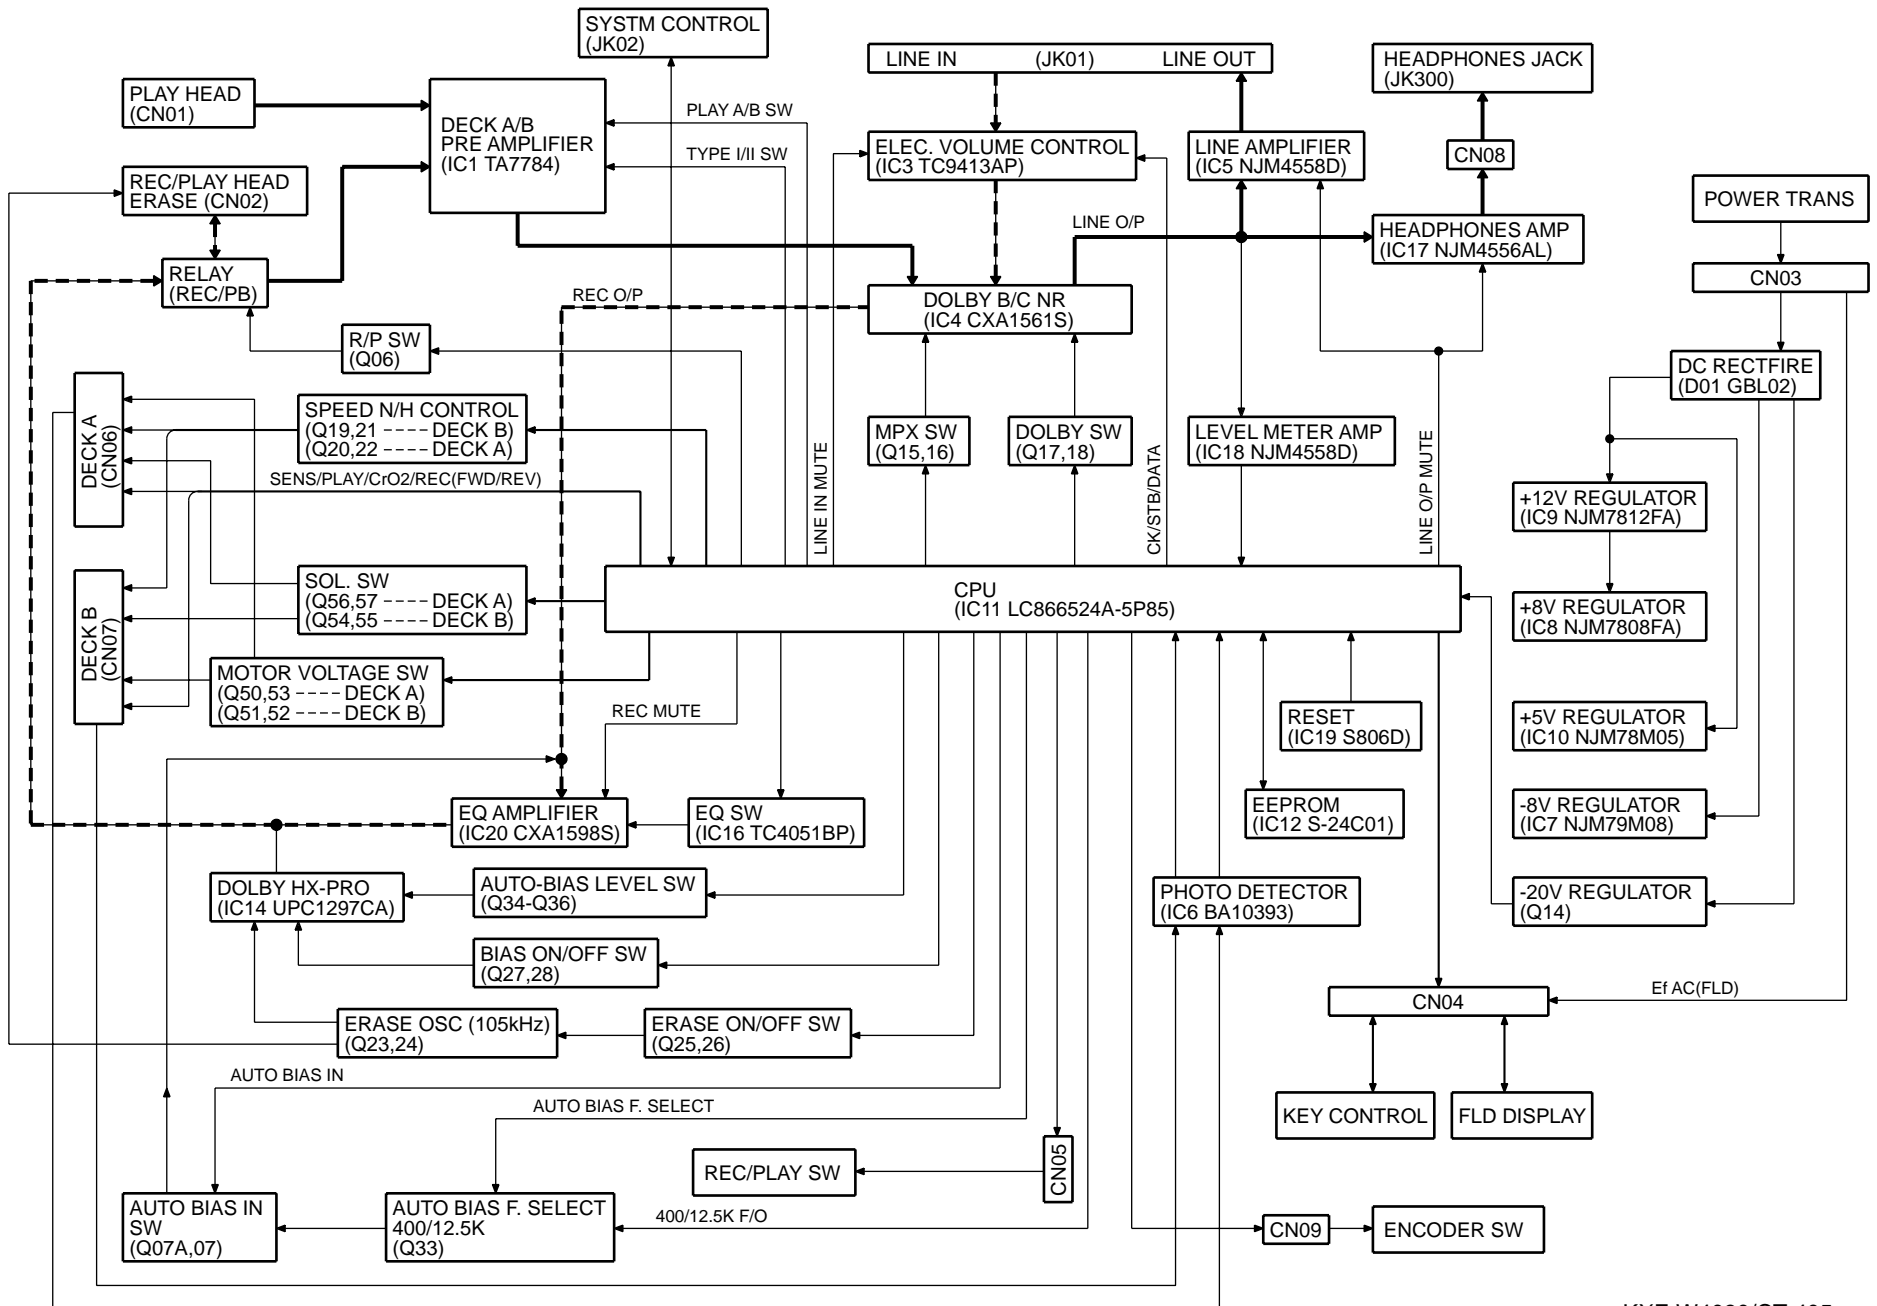 SYSTM CONTROL
(JK02)
LINE IN (JK01) LINE OUT
HEADPHONES JACK
(JK300)
PLAY HEAD
(CN01)
DECK A/B
PRE AMPLIFIER
(IC1 TA7784)
PLAY A/B SW
TYPE I/II SW
ELEC. VOLUME CONTROL
(IC3 TC9413AP)
LINE AMPLIFIER
(IC5 NJM4558D)
CN08
REC/PLAY HEAD
ERASE (CN02)
POWER TRANS
LINE O/P
HEADPHONES AMP
(IC17 NJM4556AL)
RELAY
(REC/PB)
CN03
REC O/P
DOLBY B/C NR
(IC4 CXA1561S)
R/P SW
(Q06)
DC RECTFIRE
(D01 GBL02)
DECK A
(CN06)
SPEED N/H CONTROL
(Q19,21 ---- DECK B)
(Q20,22 ---- DECK A)
MPX SW
(Q15,16)
DOLBY SW
(Q17,18)
LEVEL METER AMP
(IC18 NJM4558D)
LINE IN MUTE
CK/STB/DATA
LINE O/P MUTE
SENS/PLAY/CrO2/REC(FWD/REV)
+12V REGULATOR
(IC9 NJM7812FA)
DECK B
(CN07)
SOL. SW
(Q56,57 ---- DECK A)
(Q54,55 ---- DECK B)
CPU
(IC11 LC866524A-5P85)
+8V REGULATOR
(IC8 NJM7808FA)
MOTOR VOLTAGE SW
(Q50,53 ---- DECK A)
(Q51,52 ---- DECK B)
REC MUTE
RESET
(IC19 S806D)
+5V REGULATOR
(IC10 NJM78M05)
EQ AMPLIFIER
(IC20 CXA1598S)
EQ SW
(IC16 TC4051BP)
EEPROM
(IC12 S-24C01)
-8V REGULATOR
(IC7 NJM79M08)
DOLBY HX-PRO
(IC14 UPC1297CA)
AUTO-BIAS LEVEL SW
(Q34-Q36)
PHOTO DETECTOR
(IC6 BA10393)
-20V REGULATOR
(Q14)
BIAS ON/OFF SW
(Q27,28)
Ef AC(FLD)
CN04
ERASE OSC (105kHz)
(Q23,24)
ERASE ON/OFF SW
(Q25,26)
AUTO BIAS IN
AUTO BIAS F. SELECT
KEY CONTROL
FLD DISPLAY
REC/PLAY SW
CN05
AUTO BIAS IN
SW
(Q07A,07)
AUTO BIAS F. SELECT
400/12.5K
(Q33)
400/12.5K F/O
CN09
ENCODER SW